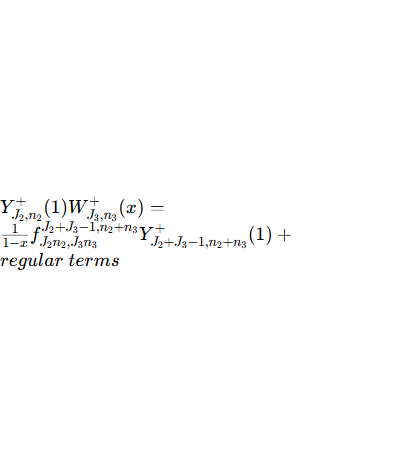 $Y^{+}_{J_2,n_2}(1)W^{+}_{J_3,n_3}(x) =$
$\frac{1}{1-x} f^{J_2+J_3-1,n_2+n_3}_{J_2n_2,J_3n_3} Y^{+}_{J_2+J_3-1,n_2+n_3}(1) +$
$regular\ terms$